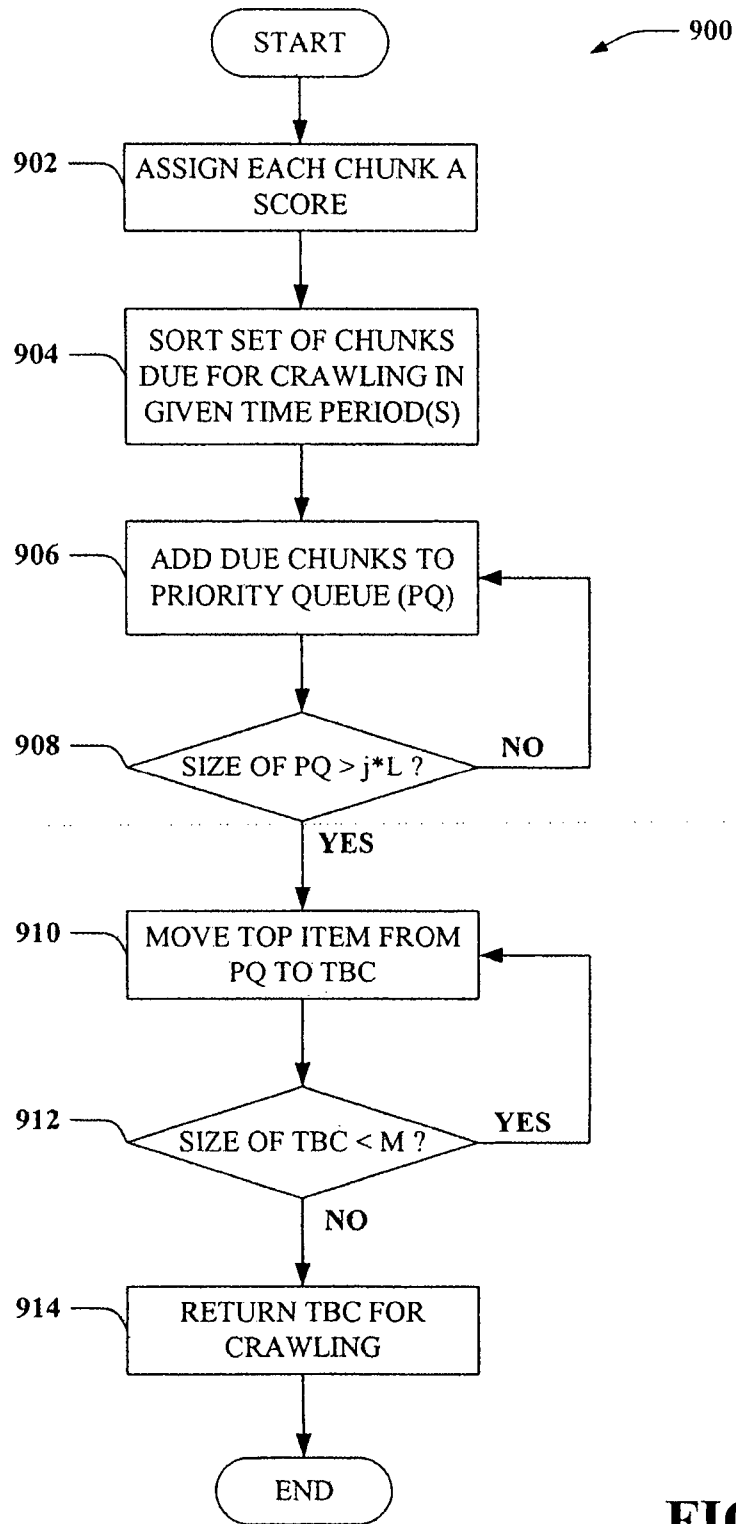 START
900
902
ASSIGN EACH CHUNK A
SCORE
904
SORT SET OF CHUNKS
DUE FOR CRAWLING IN
GIVEN TIME PERIOD(S)
906
ADD DUE CHUNKS TO
PRIORITY QUEUE (PQ)
908
SIZE OF PQ > j*L ?
NO
YES
910
MOVE TOP ITEM FROM
PQ TO TBC
912
SIZE OF TBC < M ?
YES
NO
914
RETURN TBC FOR
CRAWLING
END